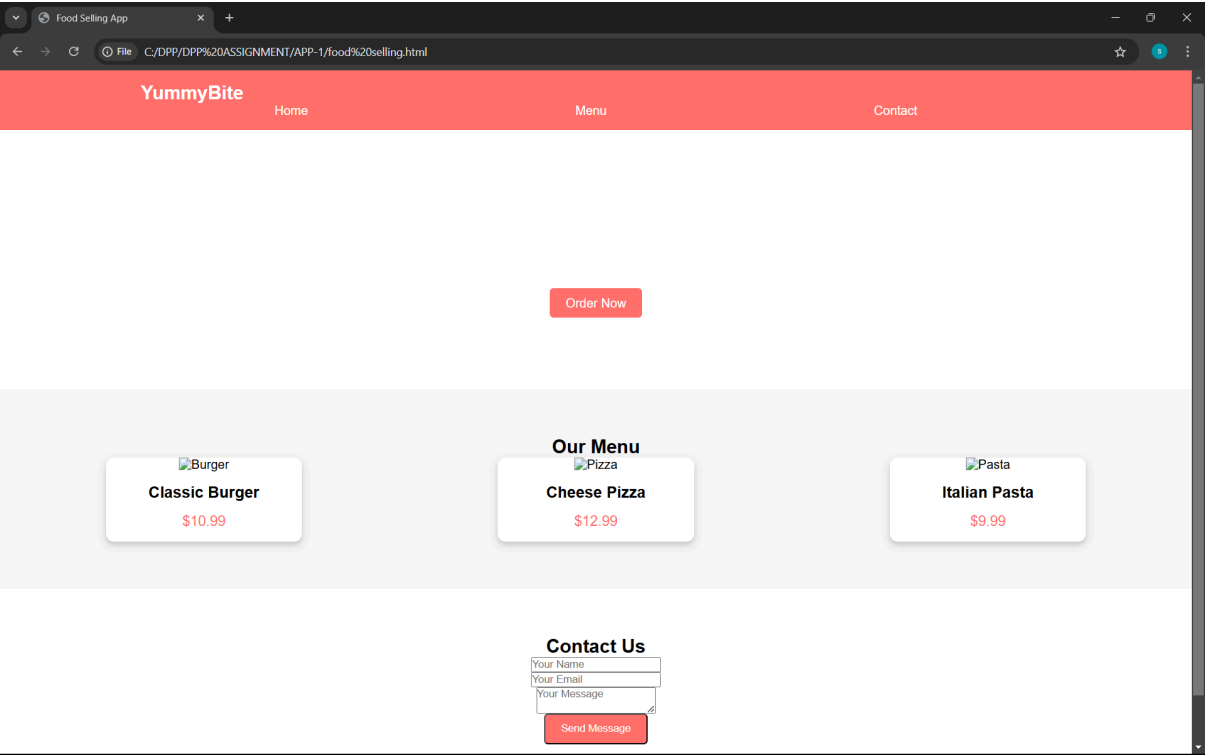 Food Selling App
File C:/DPP/DPP%20ASSIGNMENT/APP-1/food%20selling.html
s
YummyBite
Home Menu Contact
Order Now
Our Menu
Burger Pizza Pasta
Classic Burger Cheese Pizza Italian Pasta
$10.99 $12.99 $9.99
Contact Us
Your Name
Your Email
Your Message
Send Message